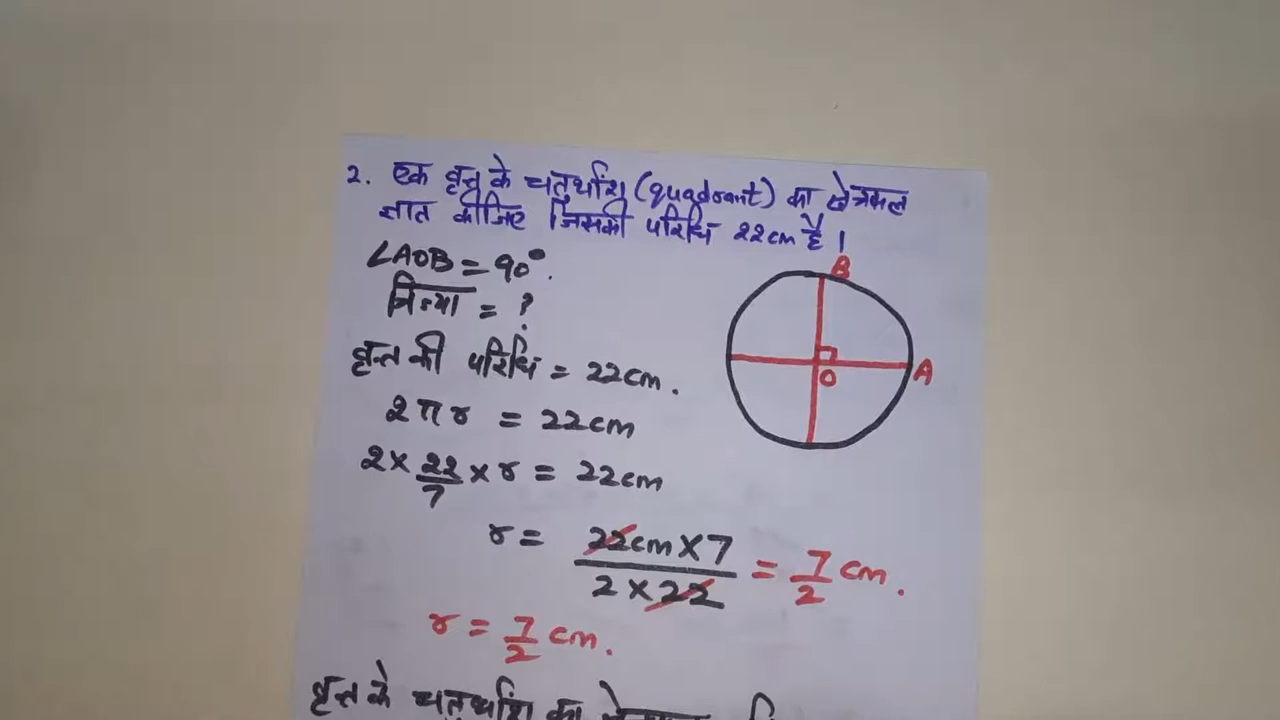 2. एक वृत्त के चतुर्थांश (quadrant) का क्षेत्रफल
ज्ञात कीजिए जिसकी परिधि 22cm है।
∠AOB = 90°.
त्रिज्या = ?
वृत्त की परिधि = 22cm.
2πr = 22cm
2 × 22/7 × r = 22cm
r = 22cm × 7 / 2 × 22 = 7/2 cm.
r = 7/2 cm.
वृत्त के चतुर्थांश का
B
O
A